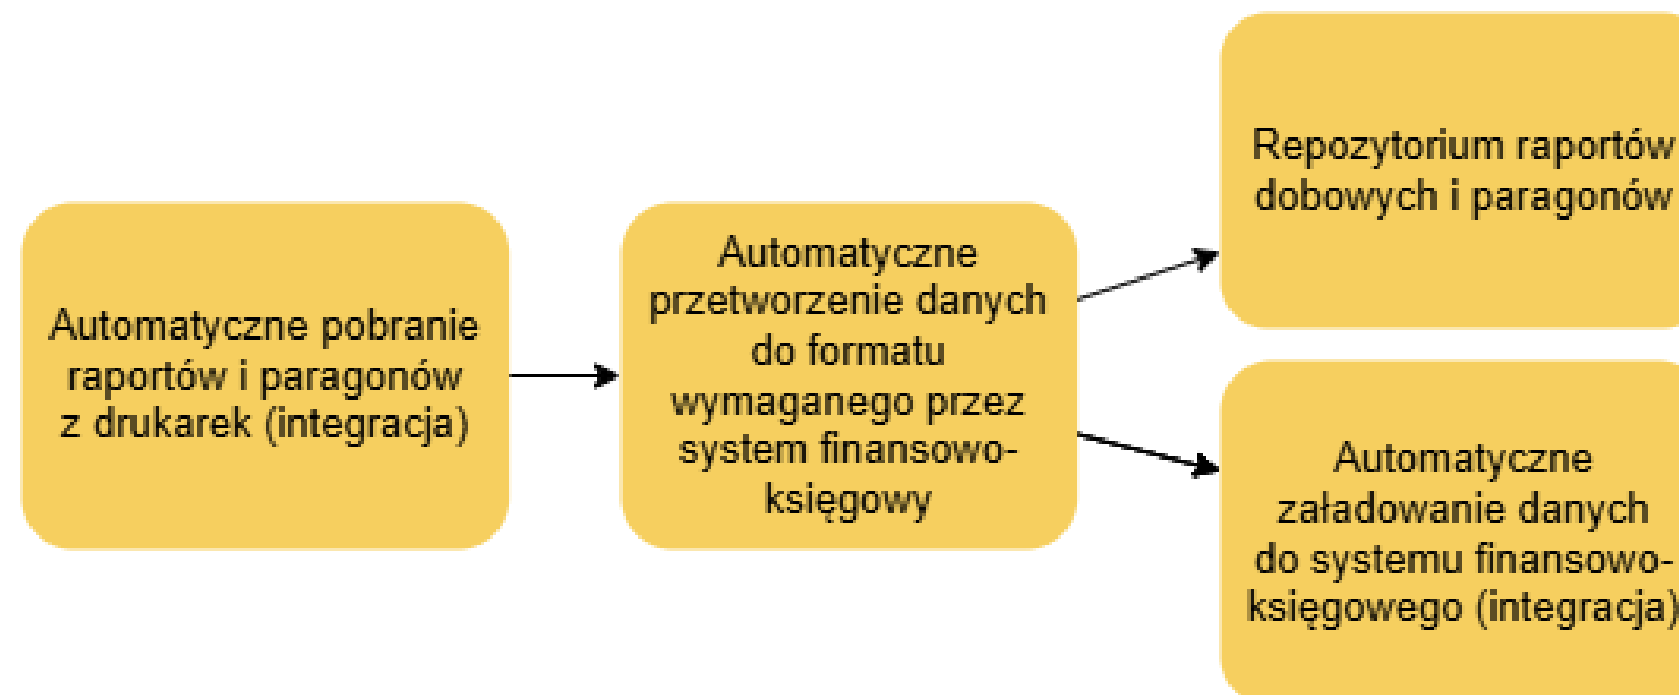 Automatyczne pobranie
raportów i paragonów
z drukarek (integracja)
Automatyczne
przetworzenie danych
do formatu
wymaganego przez
system finansowo-
księgowy
Repozytorium raportów
dobowych i paragonów
Automatyczne
załadowanie danych
do systemu finansowo-
księgowego (integracja)